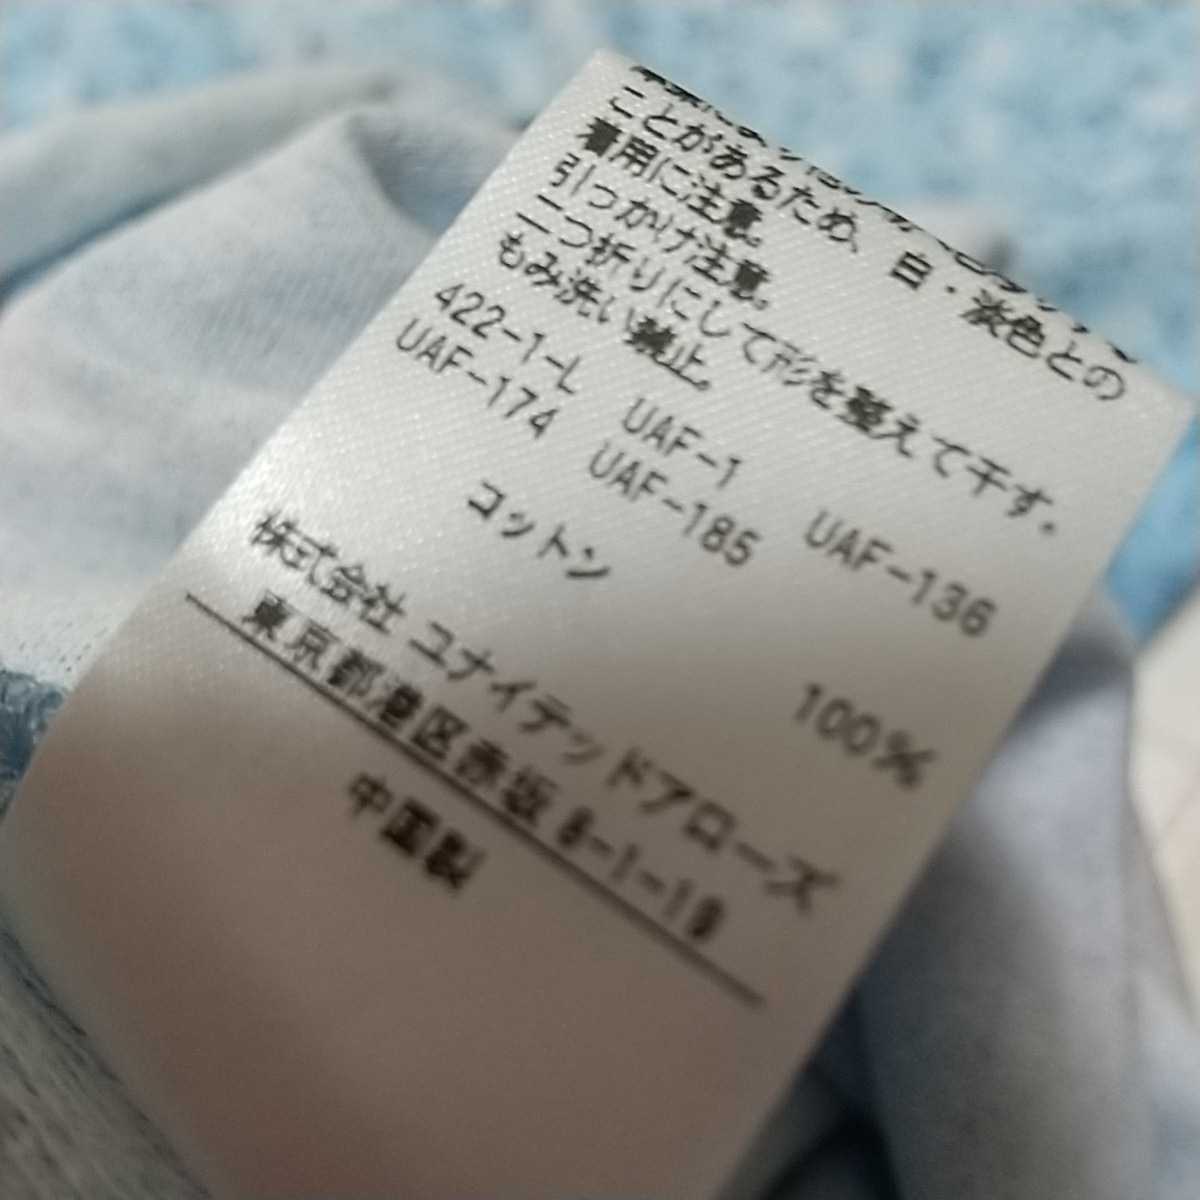 ことがあるため、白・淡色との
着用に注意。
引っかけ注意。
二つ折りにして形を整えて干す。
もみ洗い禁止。
422-1-L UAF-1 UAF-136
UAF-174 UAF-185
コットン 100%
株式会社 ユナイテッドアローズ
東京都港区赤坂 8-1-19
中国製